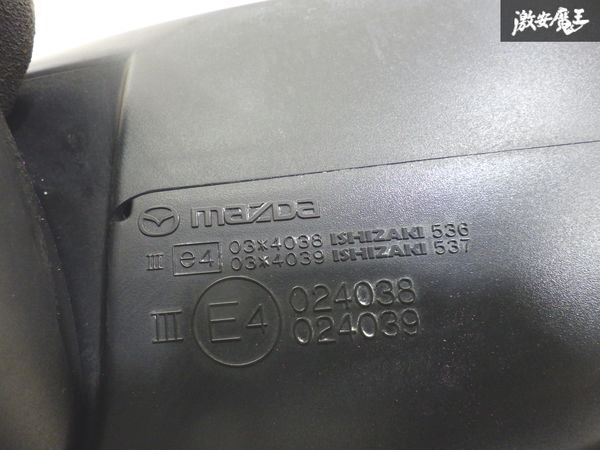 激安魔王
mazda
III e4 03*4038 ISHIZAKI 536
03*4039 ISHIZAKI 537
III E4 024038
024039